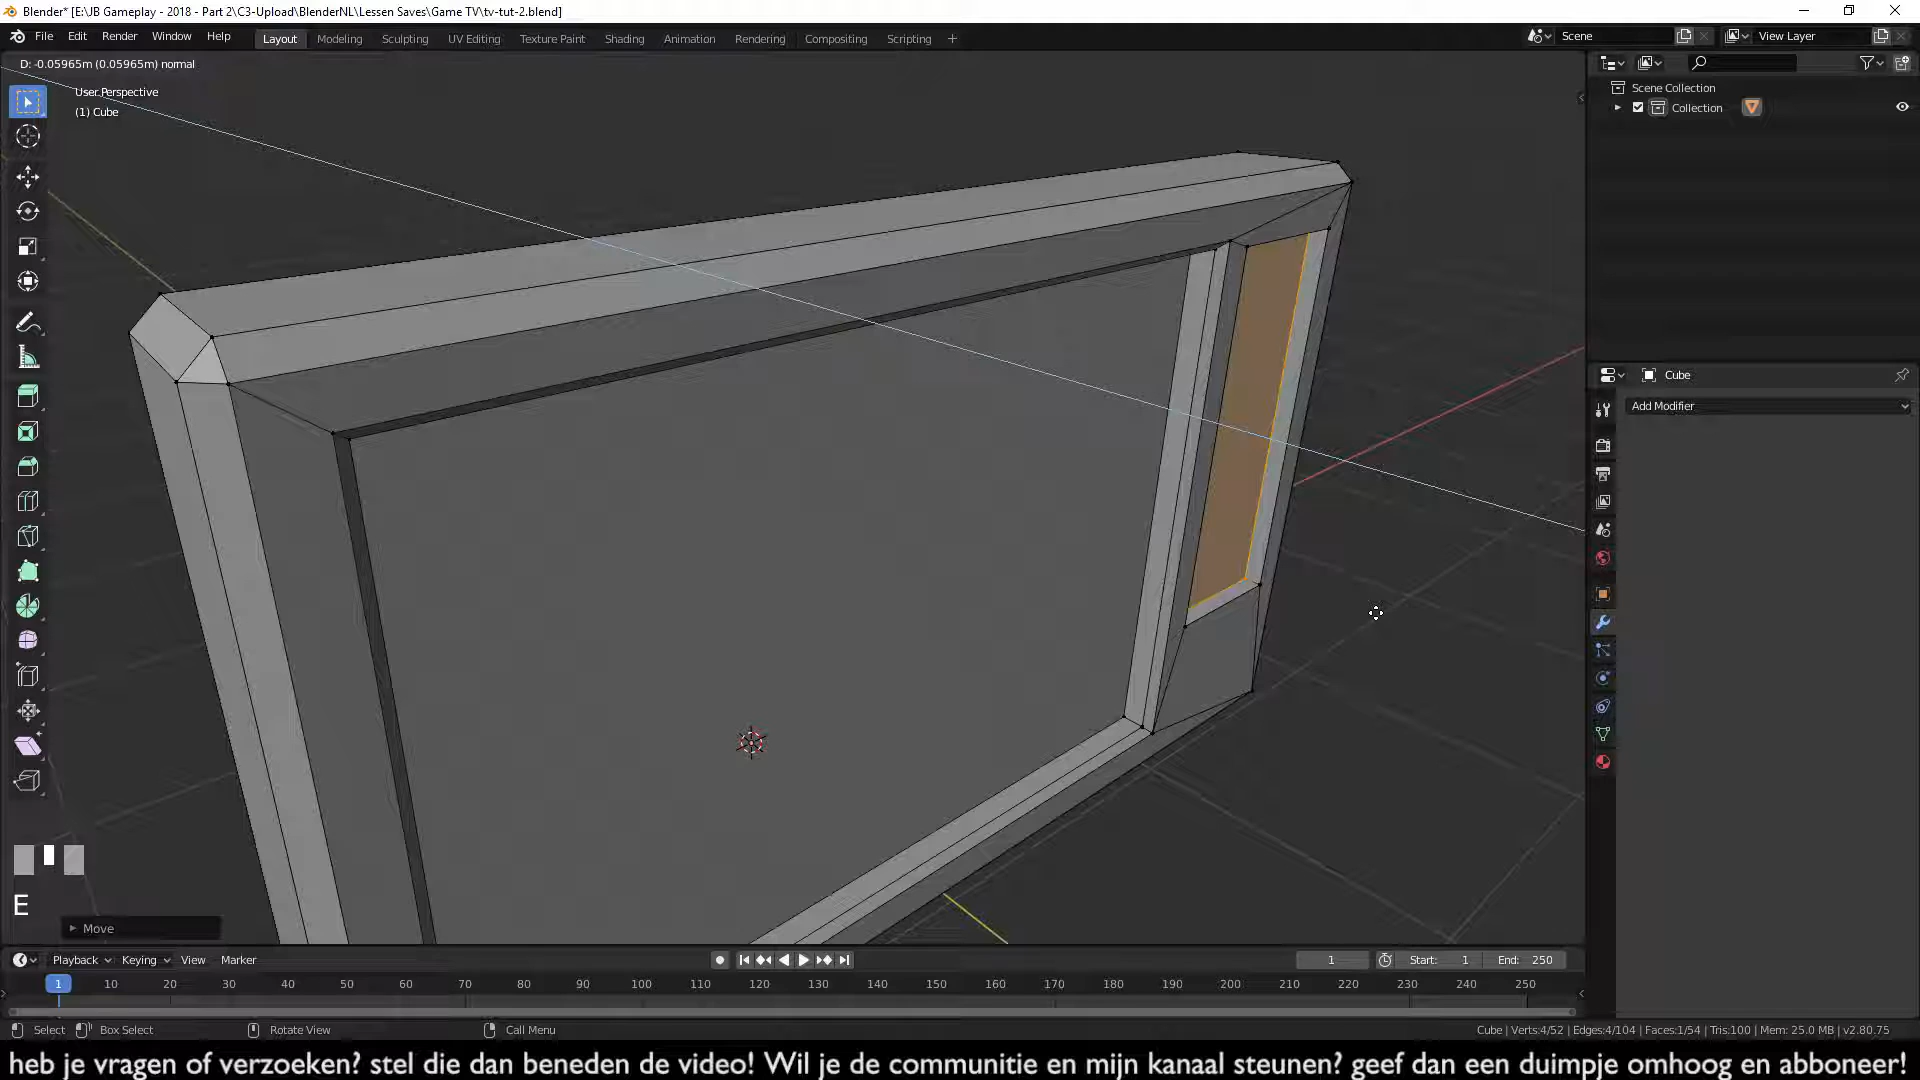 Blender* [E:\JB Gameplay - 2018 - Part 2\C3-Upload\BlenderNL\Lessen Saves\Game TV\tv-tut-2.blend]
File Edit Render Window Help Layout Modeling Sculpting UV Editing Texture Paint Shading Animation Rendering Compositing Scripting + Scene View Layer
D: -0.05965m (0.05965m) normal
User Perspective
(1) Cube
Scene Collection
Collection
Cube
Add Modifier
E
Move
Playback Keying View Marker 1 Start: 1 End: 250
1 10 20 30 40 50 60 70 80 90 100 110 120 130 140 150 160 170 180 190 200 210 220 230 240 250
Select Box Select Rotate View Call Menu Cube | Verts:4/52 | Edges:4/104 | Faces:1/54 | Tris:100 | Mem: 25.0 MB | v2.80.75
heb je vragen of verzoeken? stel die dan beneden de video! Wil je de communitie en mijn kanaal steunen? geef dan een duimpje omhoog en abboneer!